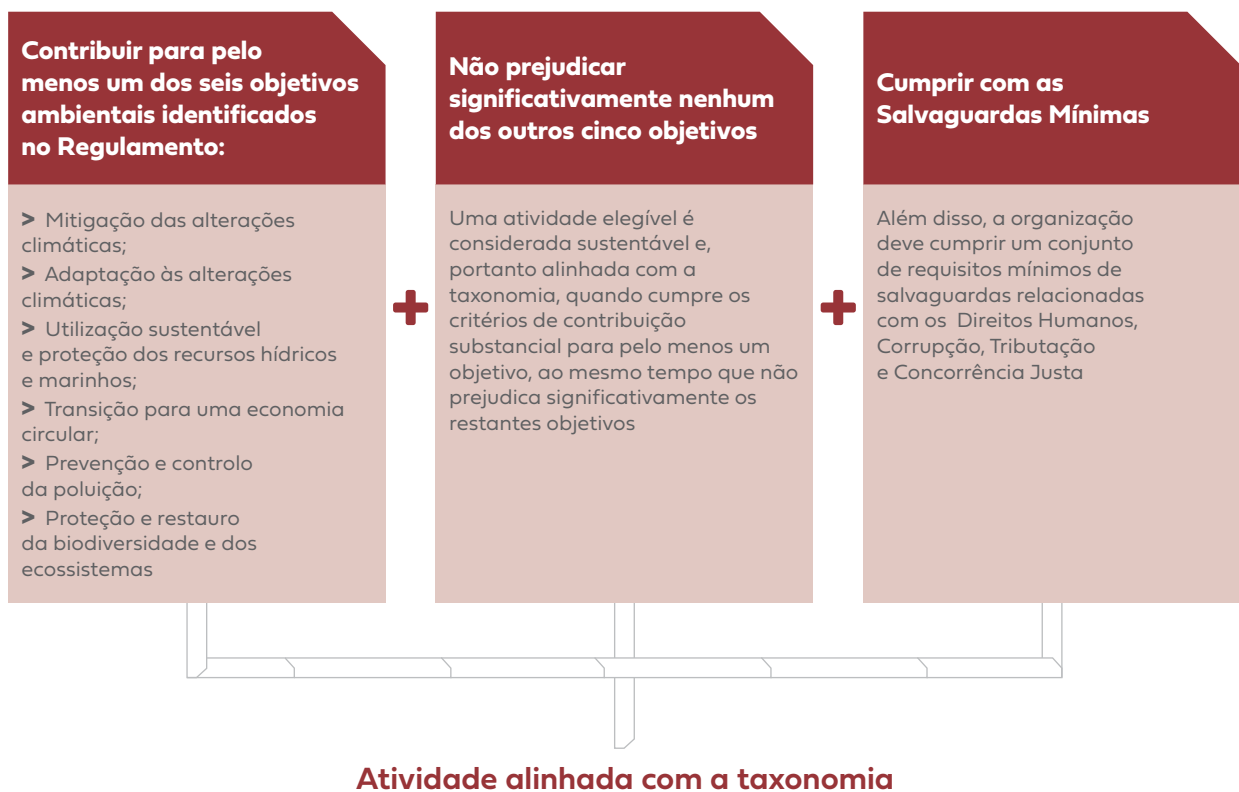 Contribuir para pelo
menos um dos seis objetivos
ambientais identificados
no Regulamento:
> Mitigação das alterações
climáticas;
> Adaptação às alterações
climáticas;
> Utilização sustentável
e proteção dos recursos hídricos
e marinhos;
> Transição para uma economia
circular;
> Prevenção e controlo
da poluição;
> Proteção e restauro
da biodiversidade e dos
ecossistemas
+
Não prejudicar
significativamente nenhum
dos outros cinco objetivos
Uma atividade elegível é
considerada sustentável e,
portanto alinhada com a
taxonomia, quando cumpre os
critérios de contribuição
substancial para pelo menos um
objetivo, ao mesmo tempo que não
prejudica significativamente os
restantes objetivos
+
Cumprir com as
Salvaguardas Mínimas
Além disso, a organização
deve cumprir um conjunto
de requisitos mínimos de
salvaguardas relacionadas
com os Direitos Humanos,
Corrupção, Tributação
e Concorrência Justa
Atividade alinhada com a taxonomia